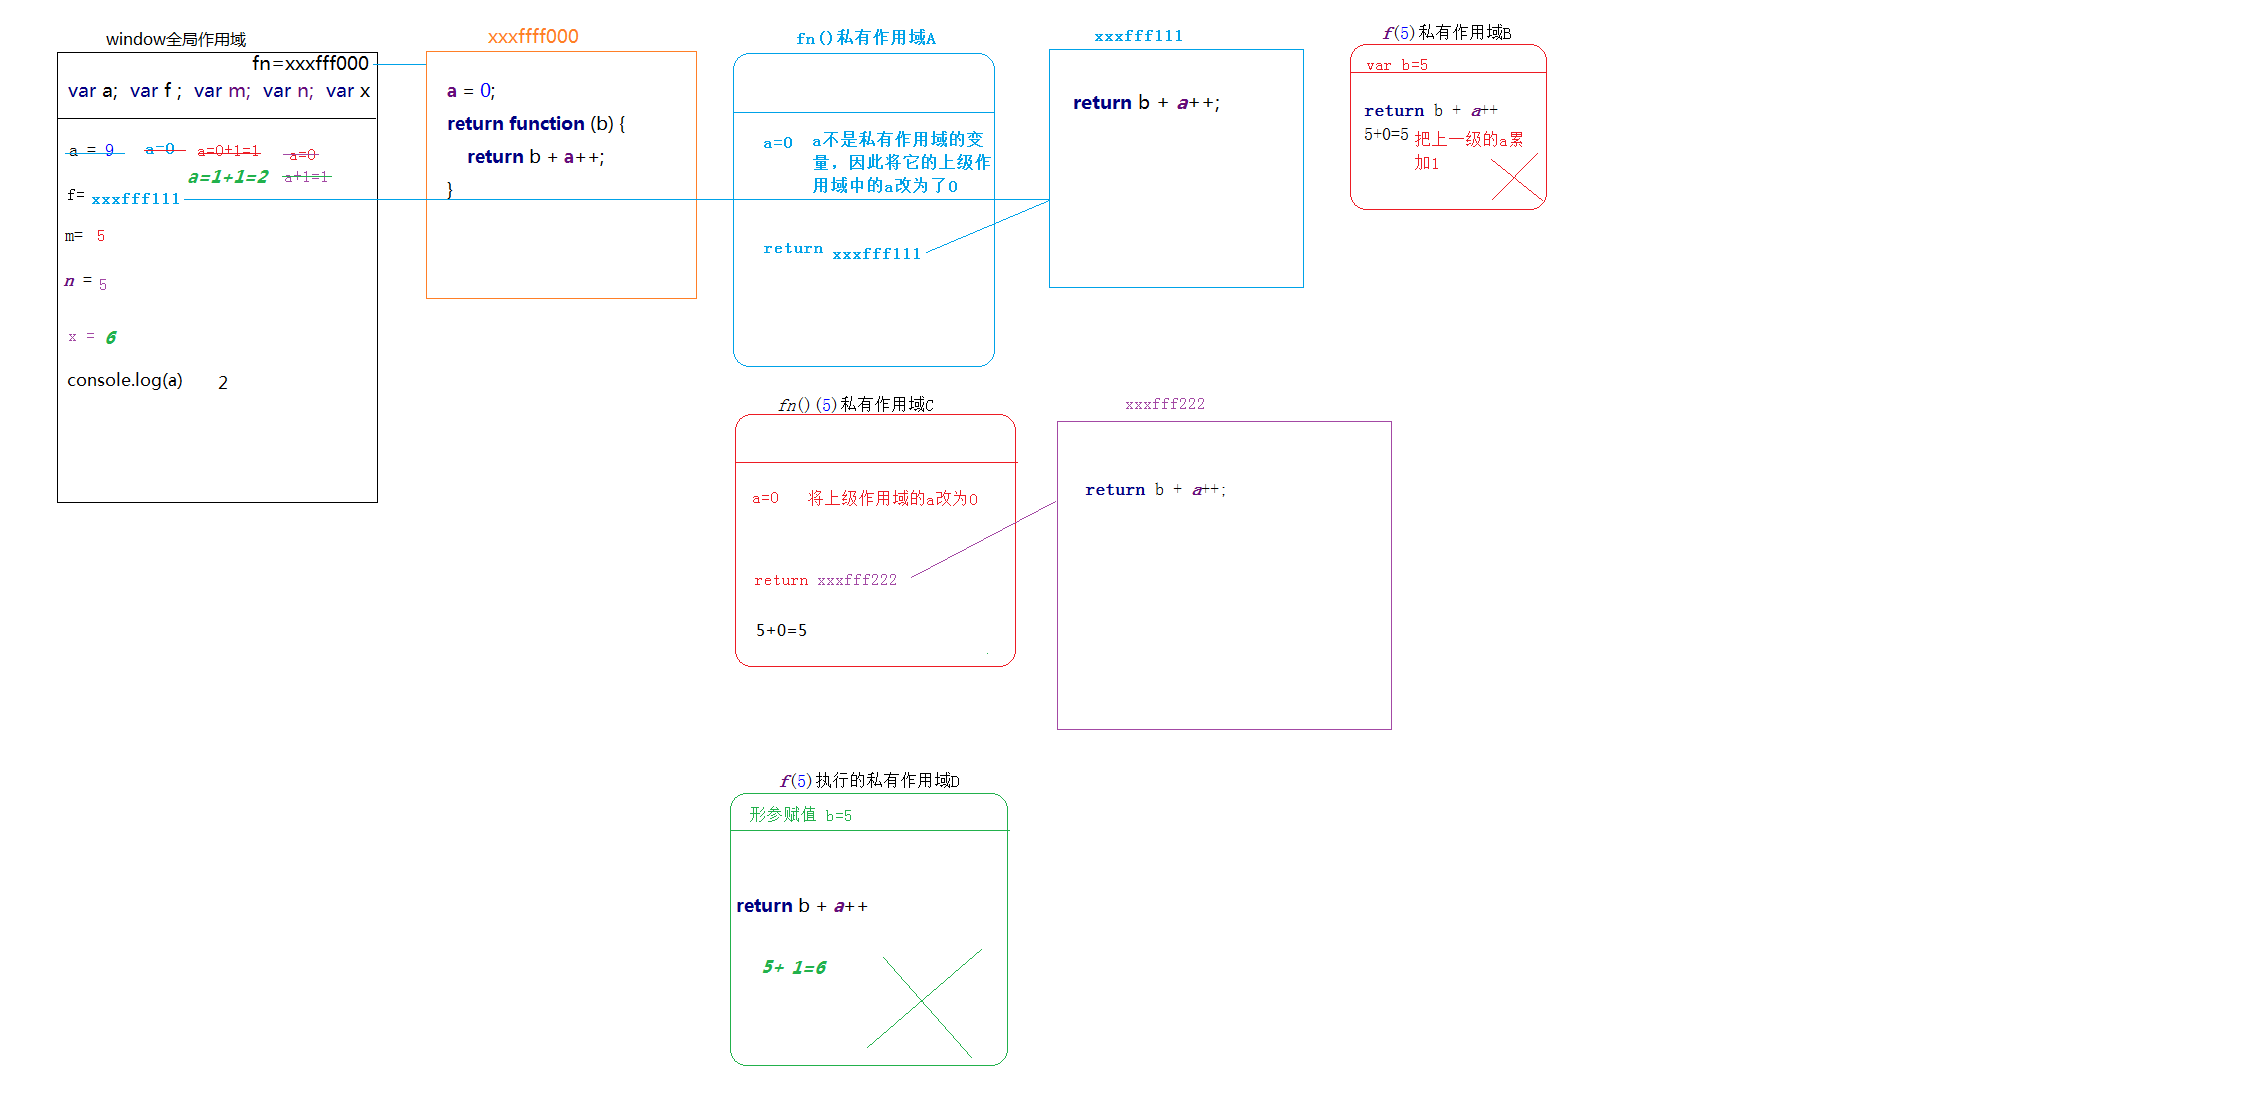 window全局作用域
fn=xxxfff000
var a; var f ; var m; var n; var x
a = 9 a=0 a=0+1=1 a=0
a=1+1=2 a+1=1
f= xxxfff111
m= 5
n = 5
x = 6
console.log(a) 2
xxxffff000
a = 0;
return function (b) {
return b + a++;
}
fn()私有作用域A
a=0 a不是私有作用域的变
量，因此将它的上级作
用域中的a改为了0
return xxxfff111
xxxfff111
return b + a++;
f(5)私有作用域B
var b=5
return b + a++
5+0=5 把上一级的a累
加1
fn()(5)私有作用域C
a=0 将上级作用域的a改为0
return xxxfff222
5+0=5
xxxfff222
return b + a++;
f(5)执行的私有作用域D
形参赋值 b=5
return b + a++
5+ 1=6